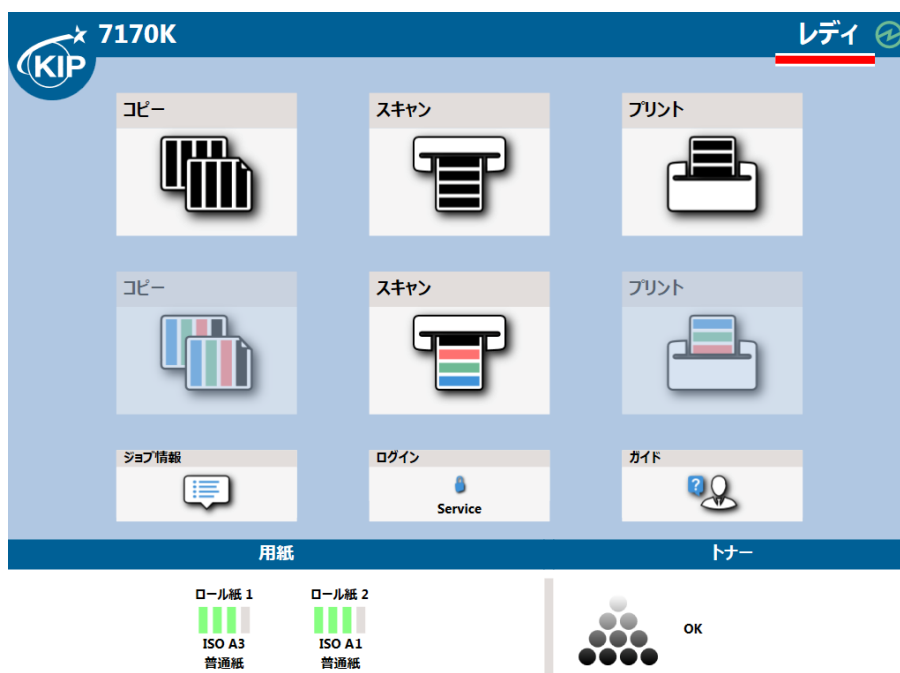 KIP
7170K
レディ
コピー
スキャン
プリント
コピー
スキャン
プリント
ジョブ情報
ログイン
ガイド
?
Service
用紙
トナー
ロール紙 1
ロール紙 2
ISO A3
ISO A1
普通紙
普通紙
OK